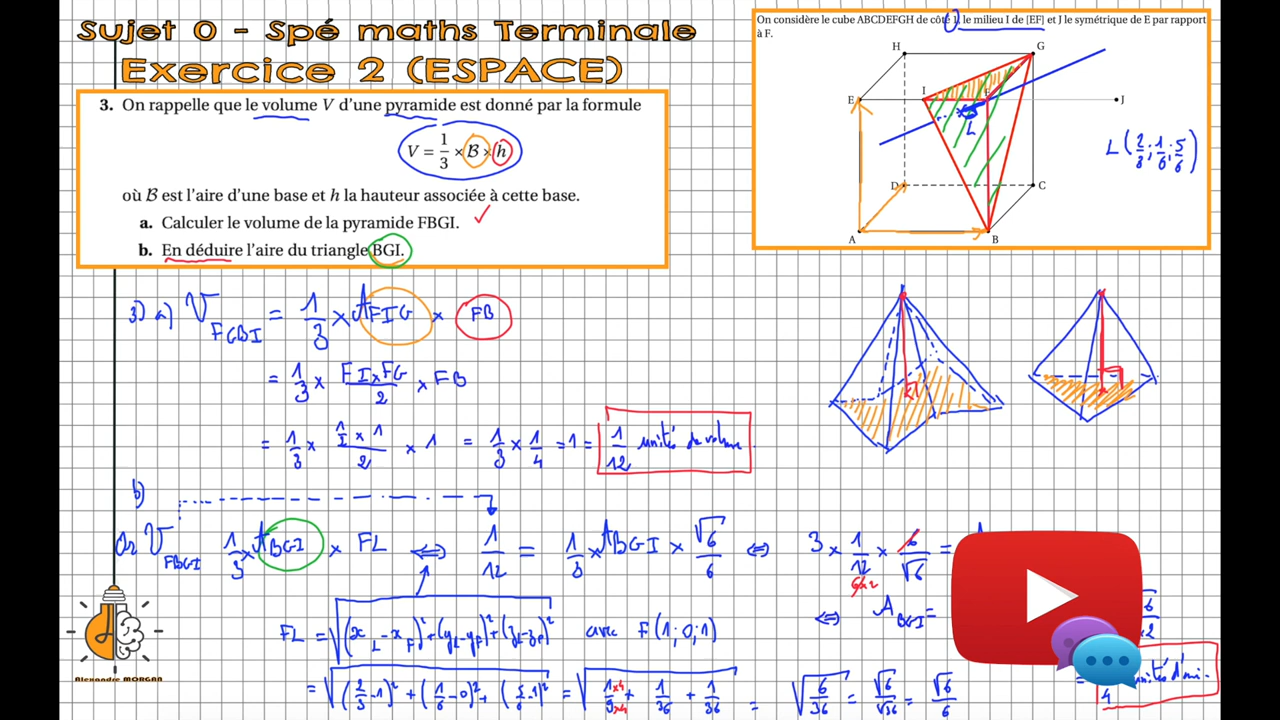 Sujet 0 - Spé maths Terminale
Exercice 2 (ESPACE)
3. On rappelle que le volume V d'une pyramide est donné par la formule
V = 1/3 × B × h
où B est l'aire d'une base et h la hauteur associée à cette base.
a. Calculer le volume de la pyramide FBGI. ✓
b. En déduire l'aire du triangle BGI.
On considère le cube ABCDEFGH de côté 1, le milieu I de [EF] et J le symétrique de E par rapport
à F.
H G
E I F J
L
L(2/3 ; 1/6 ; 5/6)
D C
A B
3) a) V_FGBI = 1/3 × A_FIG × FB
= 1/3 × FI×FG/2 × FB
= 1/3 × × 1/2 × 1 = 1/3 × 1/4 = 1/12 unités de volume
b)
Or V_FBGI 1/3 × A_BGI × FL ⇔ 1/12 = 1/3 × A_BGI × √6/6 ⇔ 3 × 1/12 × 6/√6 =
6×2
⇔ A_BGI =
FL = √((x_L - x_F)² + (y_L - y_F)² + (z_L - z_F)²) avec F(1;0;1)
= √((2/3 - 1)² + (1/6 - 0)² + (5/6 - 1)²) = √(1×4/9×4 + 1/36 + 1/36) = √(6/36) = √6/√36 = √6/6
Alexandre MORGAN